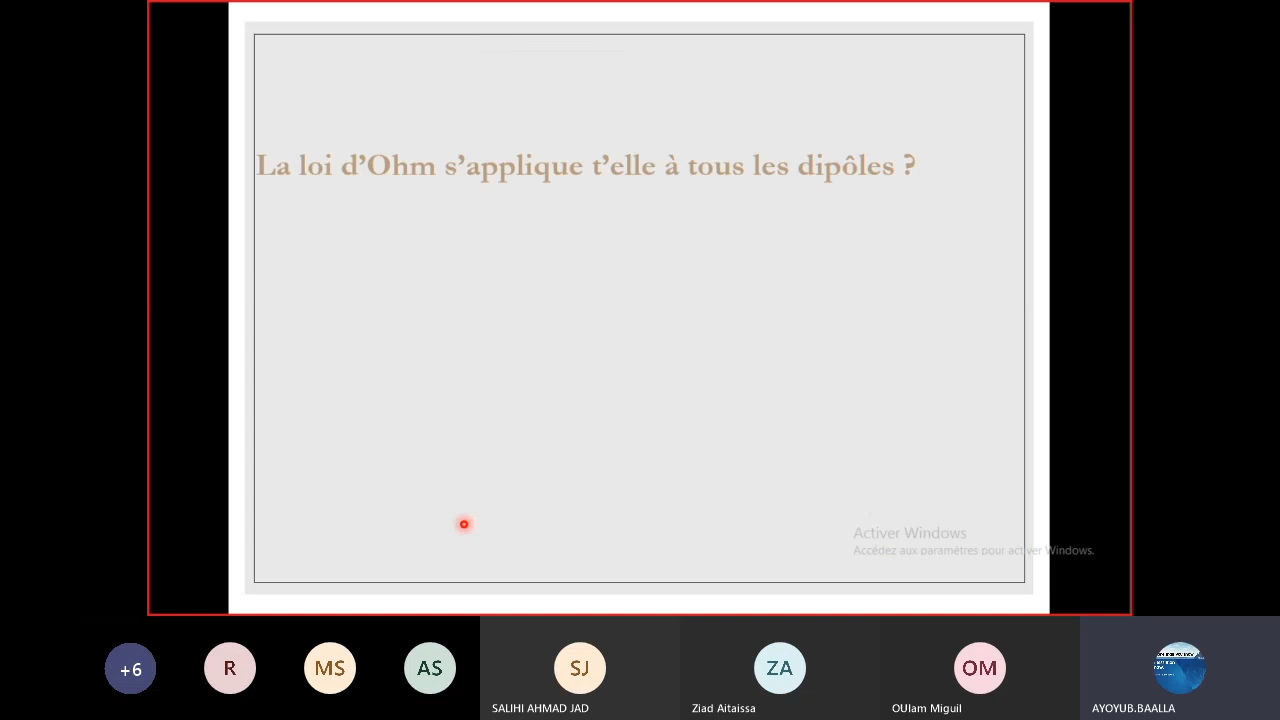 La loi d’Ohm s’applique t’elle à tous les dipôles ?
Activer Windows
Accédez aux paramètres pour activer Windows.
+6
R
MS
AS
SJ
ZA
OM
SALIHI AHMAD JAD
Ziad Aitaissa
OUlam Miguil
AYOYUB.BAALLA